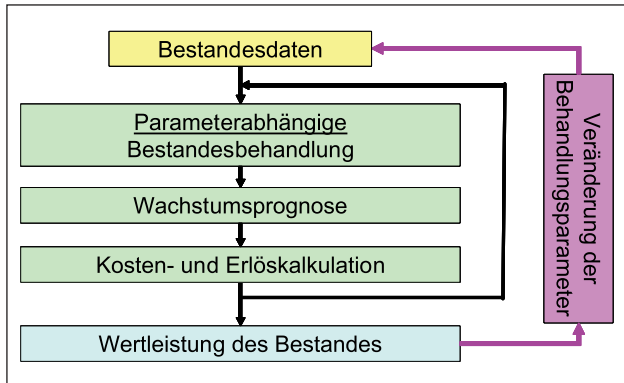 Bestandesdaten
Parameterabhängige
Bestandesbehandlung
Wachstumsprognose
Kosten- und Erlöskalkulation
Wertleistung des Bestandes
Veränderung der
Behandlungsparameter